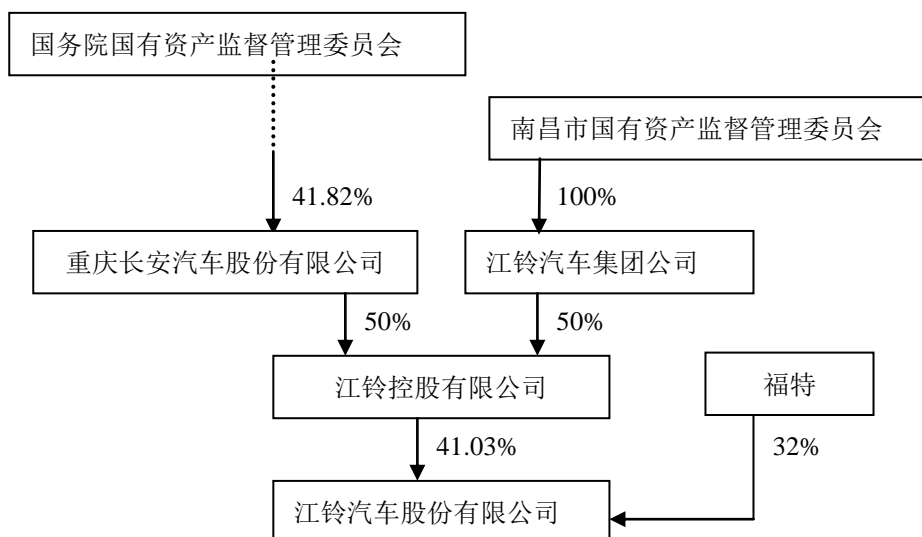 国务院国有资产监督管理委员会
南昌市国有资产监督管理委员会
41.82%
100%
重庆长安汽车股份有限公司
江铃汽车集团公司
50%
50%
江铃控股有限公司
福特
41.03%
32%
江铃汽车股份有限公司